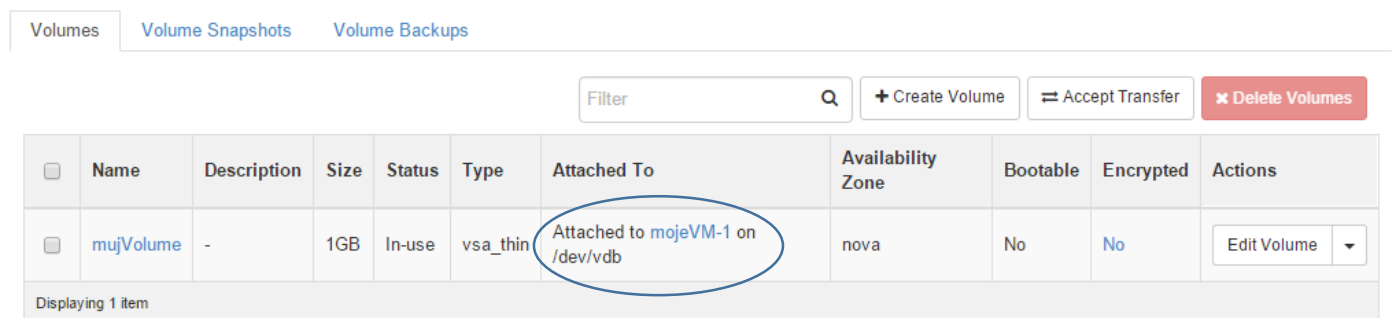 Volumes Volume Snapshots Volume Backups
Filter + Create Volume ⇄ Accept Transfer × Delete Volumes
Name Description Size Status Type Attached To Availability Zone Bootable Encrypted Actions
mujVolume - 1GB In-use vsa_thin Attached to mojeVM-1 on /dev/vdb nova No No Edit Volume
Displaying 1 item